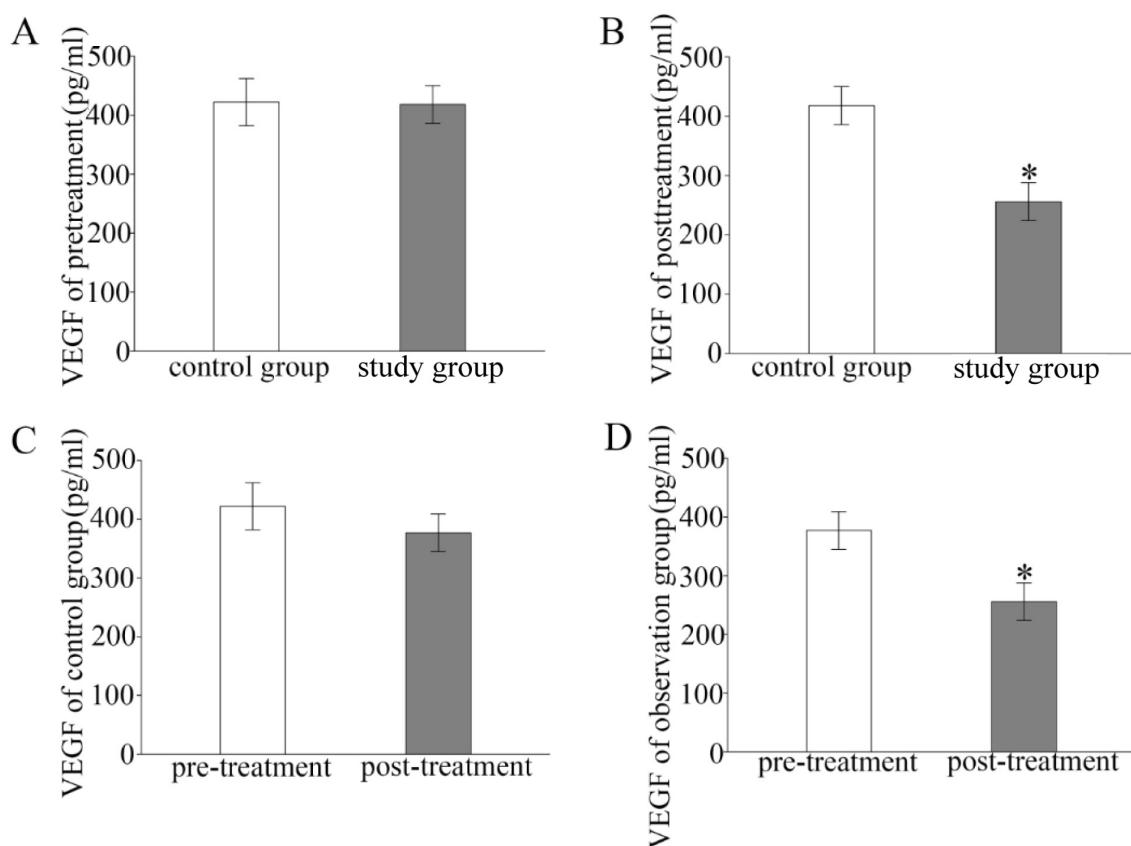 A
VEGF of pretreatment(pg/ml)
500
400
300
200
100
0
control group
study group
B
VEGF of posttreatment(pg/ml)
500
400
300
200
100
0
*
control group
study group
C
VEGF of control group(pg/ml)
500
400
300
200
100
0
pre-treatment
post-treatment
D
VEGF of observation group(pg/ml)
500
400
300
200
100
0
*
pre-treatment
post-treatment